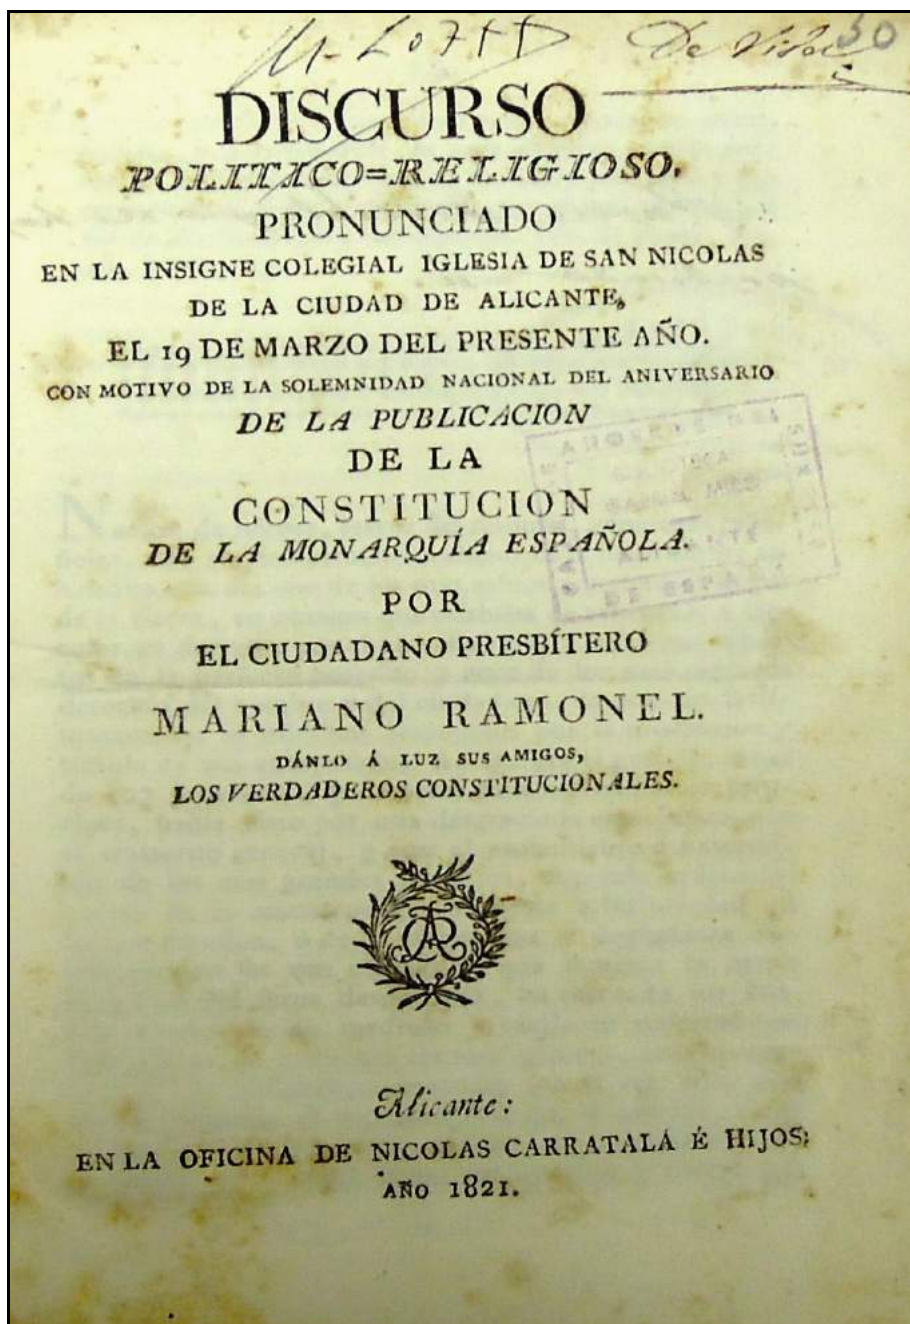 50
DISCURSO
POLITICO=RELIGIOSO.
PRONUNCIADO
EN LA INSIGNE COLEGIAL IGLESIA DE SAN NICOLAS
DE LA CIUDAD DE ALICANTE,
EL 19 DE MARZO DEL PRESENTE AÑO.
CON MOTIVO DE LA SOLEMNIDAD NACIONAL DEL ANIVERSARIO
DE LA PUBLICACION
DE LA
CONSTITUCION
DE LA MONARQUÍA ESPAÑOLA.
POR
EL CIUDADANO PRESBÍTERO
MARIANO RAMONEL.
DÁNLO Á LUZ SUS AMIGOS,
LOS VERDADEROS CONSTITUCIONALES.
Alicante:
EN LA OFICINA DE NICOLAS CARRATALÁ É HIJOS;
AÑO 1821.